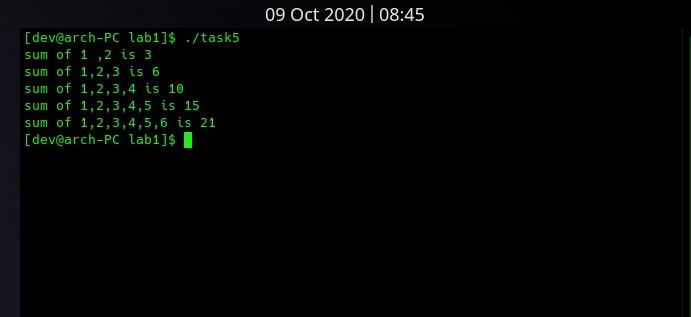 09 Oct 2020 | 08:45
[dev@arch-PC lab1]$ ./task5
sum of 1 ,2 is 3
sum of 1,2,3 is 6
sum of 1,2,3,4 is 10
sum of 1,2,3,4,5 is 15
sum of 1,2,3,4,5,6 is 21
[dev@arch-PC lab1]$